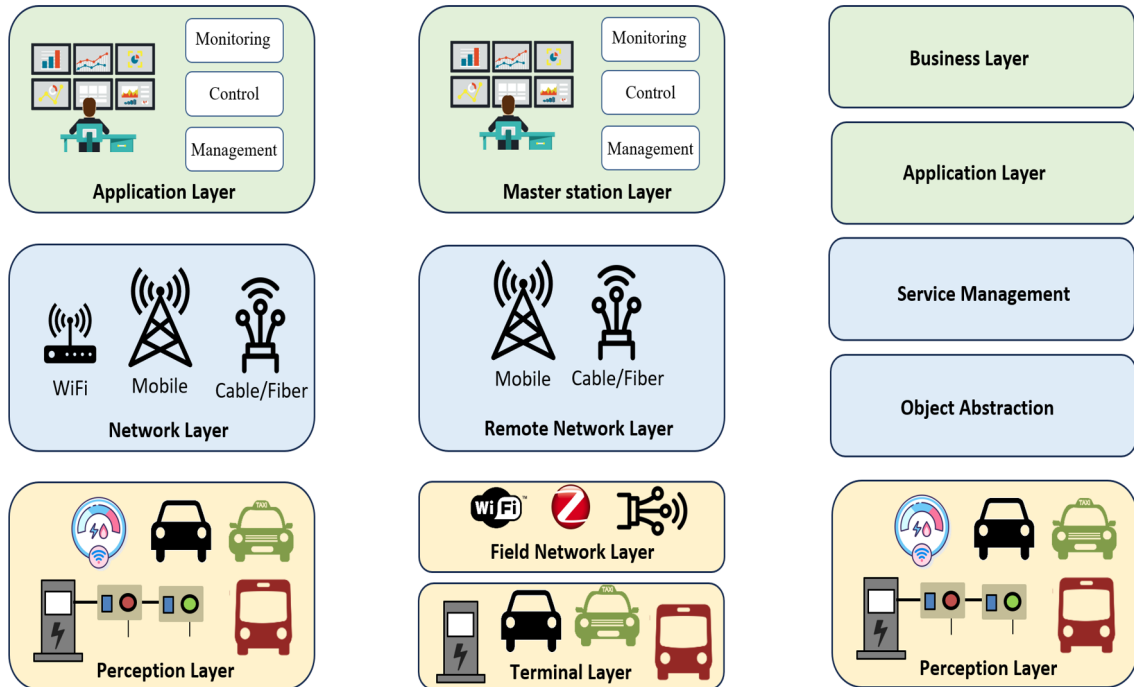 Monitoring
Control
Management
Application Layer
WiFi
Mobile
Cable/Fiber
Network Layer
TAXI
Perception Layer
Monitoring
Control
Management
Master station Layer
Mobile
Cable/Fiber
Remote Network Layer
WiFi™
Z
Field Network Layer
TAXI
Terminal Layer
Business Layer
Application Layer
Service Management
Object Abstraction
TAXI
Perception Layer